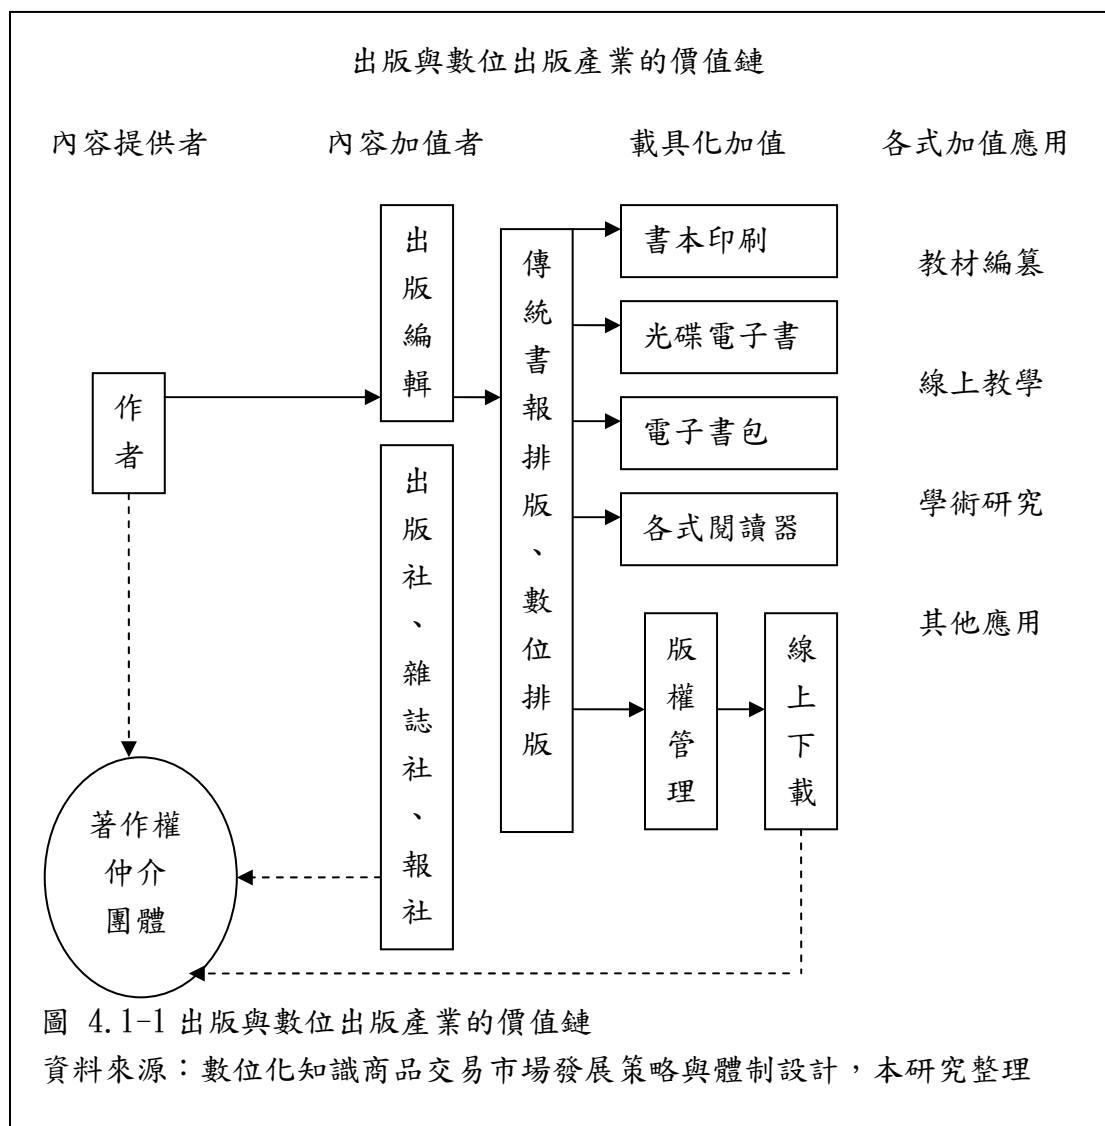 出版與數位出版產業的價值鏈
內容提供者
內容加值者
載具化加值
各式加值應用
作者
出版編輯
出版社、雜誌社、報社
傳統書報排版、數位排版
書本印刷
光碟電子書
電子書包
各式閱讀器
版權管理
線上下載
教材編篡
線上教學
學術研究
其他應用
著作權
仲介
團體
圖 4.1-1 出版與數位出版產業的價值鏈
資料來源：數位化知識商品交易市場發展策略與體制設計，本研究整理